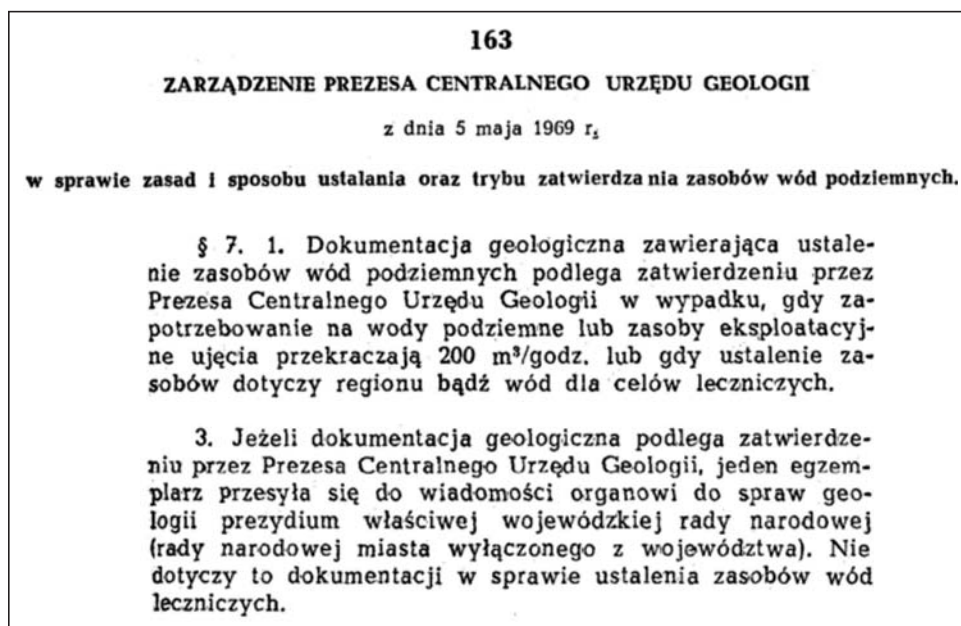 163
ZARZĄDZENIE PREZESA CENTRALNEGO URZĘDU GEOLOGII
z dnia 5 maja 1969 r.
w sprawie zasad i sposobu ustalania oraz trybu zatwierdzania zasobów wód podziemnych.
§ 7. 1. Dokumentacja geologiczna zawierająca ustale-
nie zasobów wód podziemnych podlega zatwierdzeniu przez
Prezesa Centralnego Urzędu Geologii w wypadku, gdy za-
potrzebowanie na wody podziemne lub zasoby eksploatacyj-
ne ujęcia przekraczają 200 m³/godz. lub gdy ustalenie za-
sobów dotyczy regionu bądź wód dla celów leczniczych.
3. Jeżeli dokumentacja geologiczna podlega zatwierdze-
niu przez Prezesa Centralnego Urzędu Geologii, jeden egzem-
plarz przesyła się do wiadomości organowi do spraw geo-
logii prezydium właściwej wojewódzkiej rady narodowej
(rady narodowej miasta wyłączonego z województwa). Nie
dotyczy to dokumentacji w sprawie ustalenia zasobów wód
leczniczych.